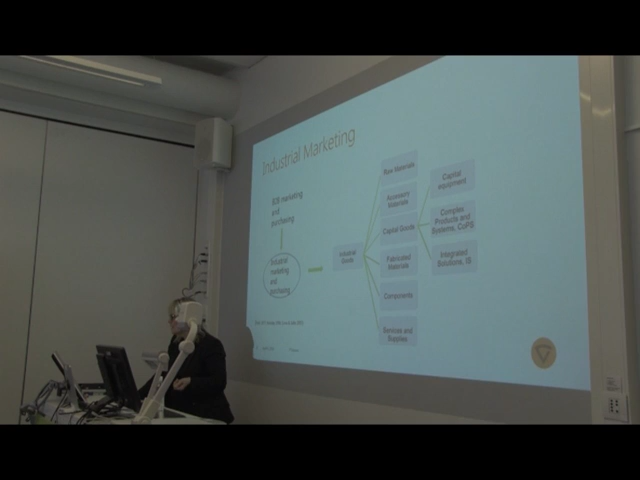 Industrial Marketing
B2B Marketing
and
purchasing
Industrial
marketing
and
purchasing
Industrial
Goods
Raw Materials
Accessory
Materials
Capital Goods
Fabricated
Materials
Components
Services and
Supplies
Capital
equipment
Complex
Products and
Systems, CoPS
Integrated
Solutions, IS